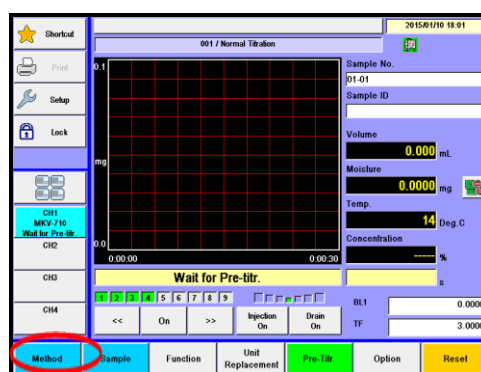 2015/01/10 18:01
Shortcut
001 / Normal Titration
Print
Setup
Lock
0.1
mg
0.0
0:00:00
0:00:30
Sample No.
01-01
Sample ID
Volume
0.000 mL
Moisture
0.0000 mg
Temp.
14 Deg.C
Concentration
----- %
s
CH1
MKV-710
Wait for Pre-titr.
CH2
CH3
CH4
Wait for Pre-titr.
1 2 3 4 5 6 7 8 9
<< On >> Injection On Drain On
BL1 0.0000
TF 3.0000
Method Sample Function Unit Replacement Pre-Titr. Option Reset